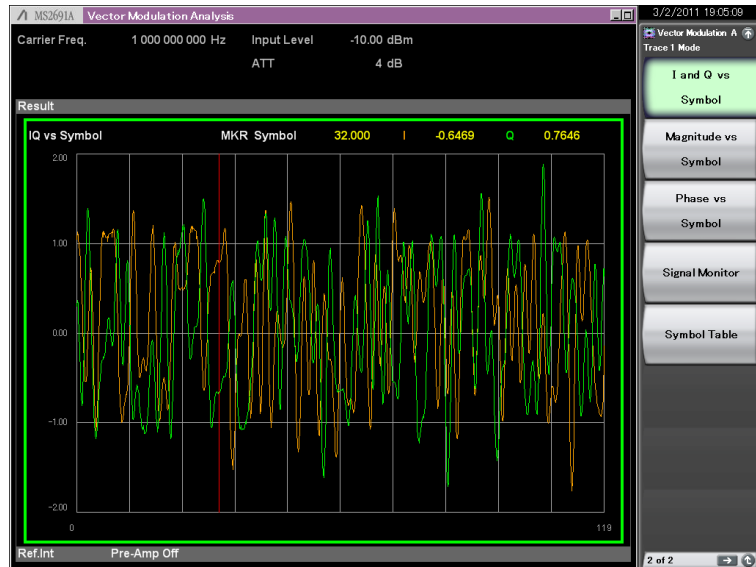 MS2691A Vector Modulation Analysis
3/2/2011 19:05:09
Carrier Freq. 1 000 000 000 Hz Input Level -10.00 dBm
ATT 4 dB
Result
IQ vs Symbol MKR Symbol 32.000 I -0.6469 Q 0.7646
2.00
1.00
0.00
-1.00
-2.00
0 119
Ref.Int Pre-Amp Off
Vector Modulation A
Trace 1 Mode
I and Q vs
Symbol
Magnitude vs
Symbol
Phase vs
Symbol
Signal Monitor
Symbol Table
2 of 2